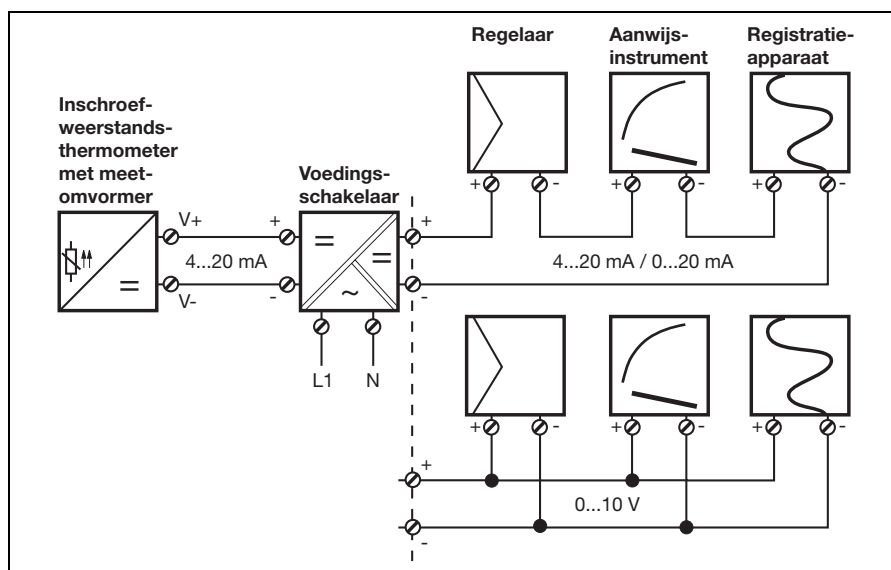 Regelaar
Aanwijs-
instrument
Registratie-
apparaat
Inschroef-
weerstands-
thermometer
met meet-
omvormer
Voedings-
schakelaar
+ - + - + -
V+ + +
4...20 mA
4...20 mA / 0...20 mA
V- - -
L1 N
+ - + - + -
+
0...10 V
-